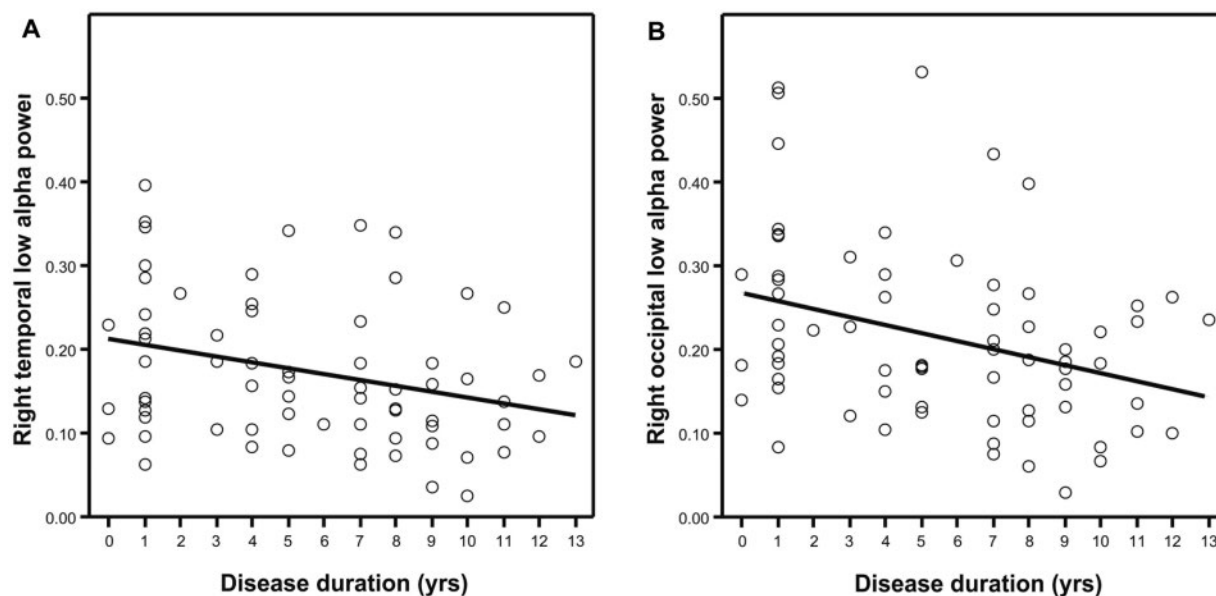 A
Right temporal low alpha power
0.50
0.40
0.30
0.20
0.10
0.00
0 1 2 3 4 5 6 7 8 9 10 11 12 13
Disease duration (yrs)
B
Right occipital low alpha power
0.50
0.40
0.30
0.20
0.10
0.00
0 1 2 3 4 5 6 7 8 9 10 11 12 13
Disease duration (yrs)